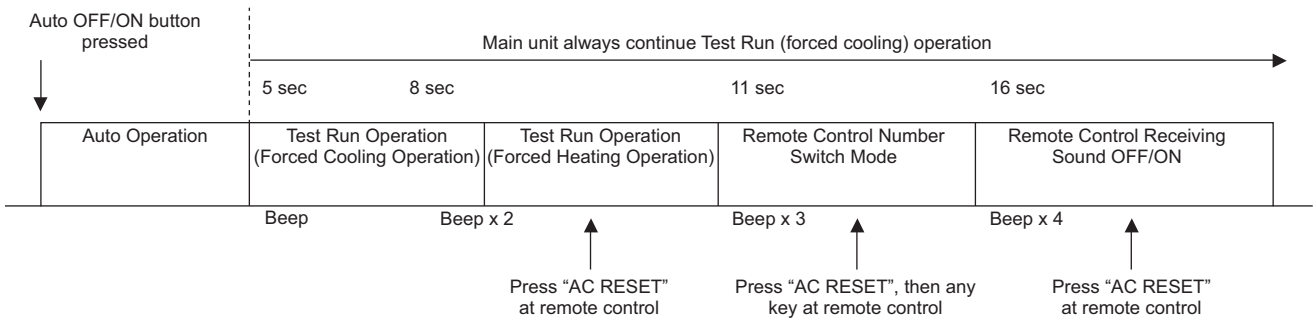 Auto OFF/ON button
pressed
Main unit always continue Test Run (forced cooling) operation
5 sec
8 sec
11 sec
16 sec
Auto Operation
Test Run Operation
(Forced Cooling Operation)
Test Run Operation
(Forced Heating Operation)
Remote Control Number
Switch Mode
Remote Control Receiving
Sound OFF/ON
Beep
Beep x 2
Beep x 3
Beep x 4
Press “AC RESET”
at remote control
Press “AC RESET”, then any
key at remote control
Press “AC RESET”
at remote control